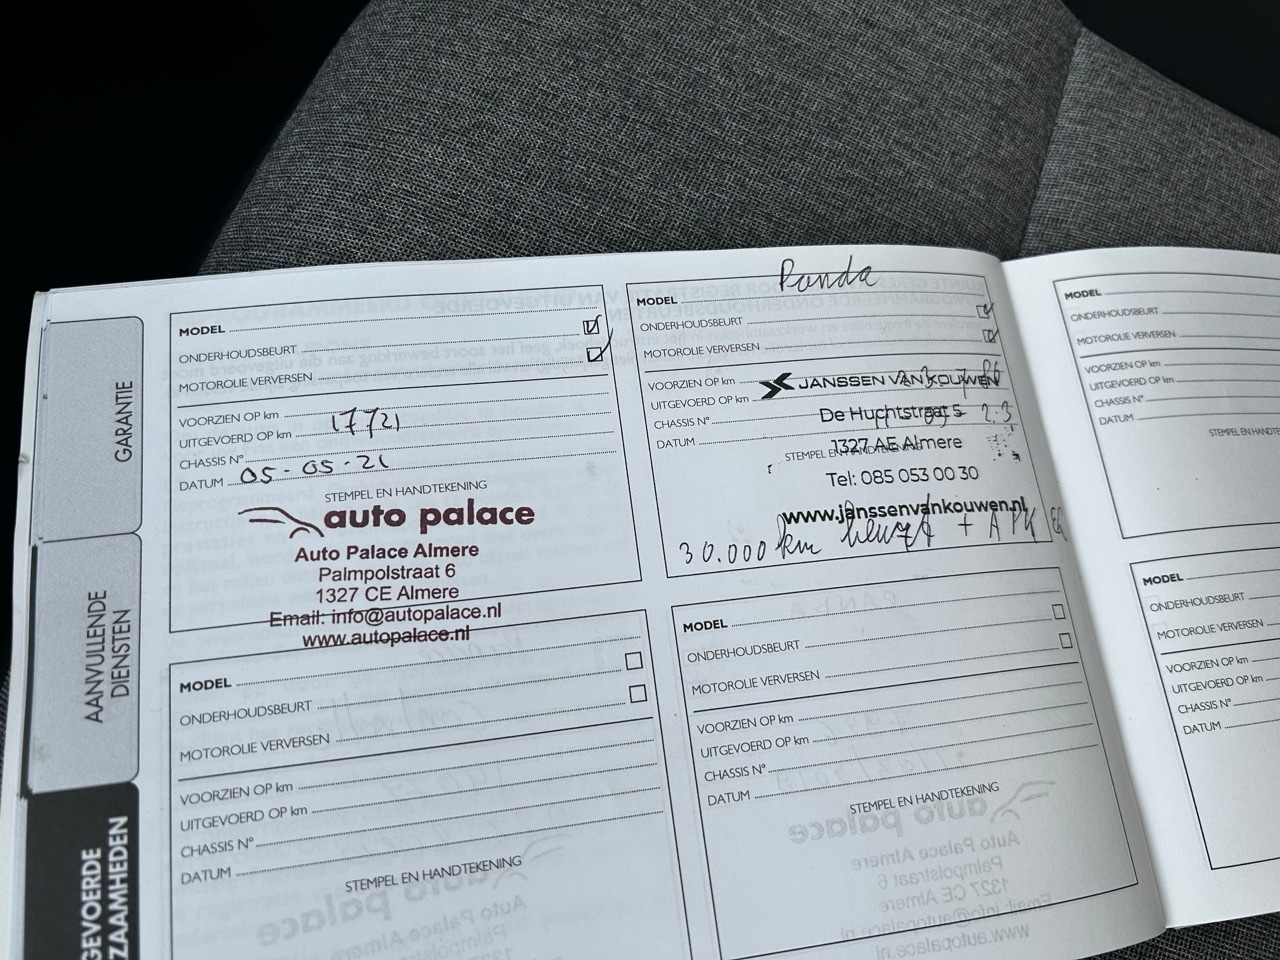 GARANTIE
AANVULLENDE
DIENSTEN
GEVOERDE
ZAAMHEDEN
MODEL
ONDERHOUDSBEURT
MOTOROLIE VERVERSEN
VOORZIEN OP km
UITGEVOERD OP km 17721
CHASSIS N°
DATUM 05-05-21
STEMPEL EN HANDTEKENING
auto palace
Auto Palace Almere
Palmpolstraat 6
1327 CE Almere
Email: info@autopalace.nl
www.autopalace.nl
MODEL Panda
ONDERHOUDSBEURT
MOTOROLIE VERVERSEN
VOORZIEN OP km
UITGEVOERD OP km
CHASSIS N°
DATUM
STEMPEL EN HANDTEKENING
JANSSEN VAN KOUWEN
De Huchtstraat 5
1327 AE Almere
Tel: 085 053 00 30
www.janssenvankouwen.nl
30.000 km beurt + APK
MODEL
ONDERHOUDSBEURT
MOTOROLIE VERVERSEN
VOORZIEN OP km
UITGEVOERD OP km
CHASSIS N°
DATUM
STEMPEL EN HANDTEKENING
MODEL
ONDERHOUDSBEURT
MOTOROLIE VERVERSEN
VOORZIEN OP km
UITGEVOERD OP km
CHASSIS N°
DATUM
STEMPEL EN HANDTEKENING
MODEL
ONDERHOUDSBEURT
MOTOROLIE VERVERSEN
VOORZIEN OP km
UITGEVOERD OP km
CHASSIS N°
DATUM
STEMPEL EN HANDTE
MODEL
ONDERHOUDSBEURT
MOTOROLIE VERVERSEN
VOORZIEN OP km
UITGEVOERD OP km
CHASSIS N°
DATUM